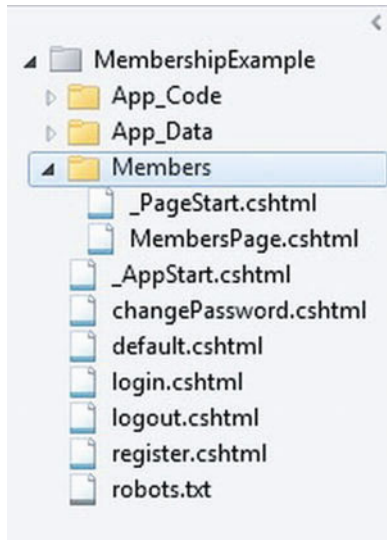 MembershipExample
App_Code
App_Data
Members
_PageStart.cshtml
MembersPage.cshtml
_AppStart.cshtml
changePassword.cshtml
default.cshtml
login.cshtml
logout.cshtml
register.cshtml
robots.txt